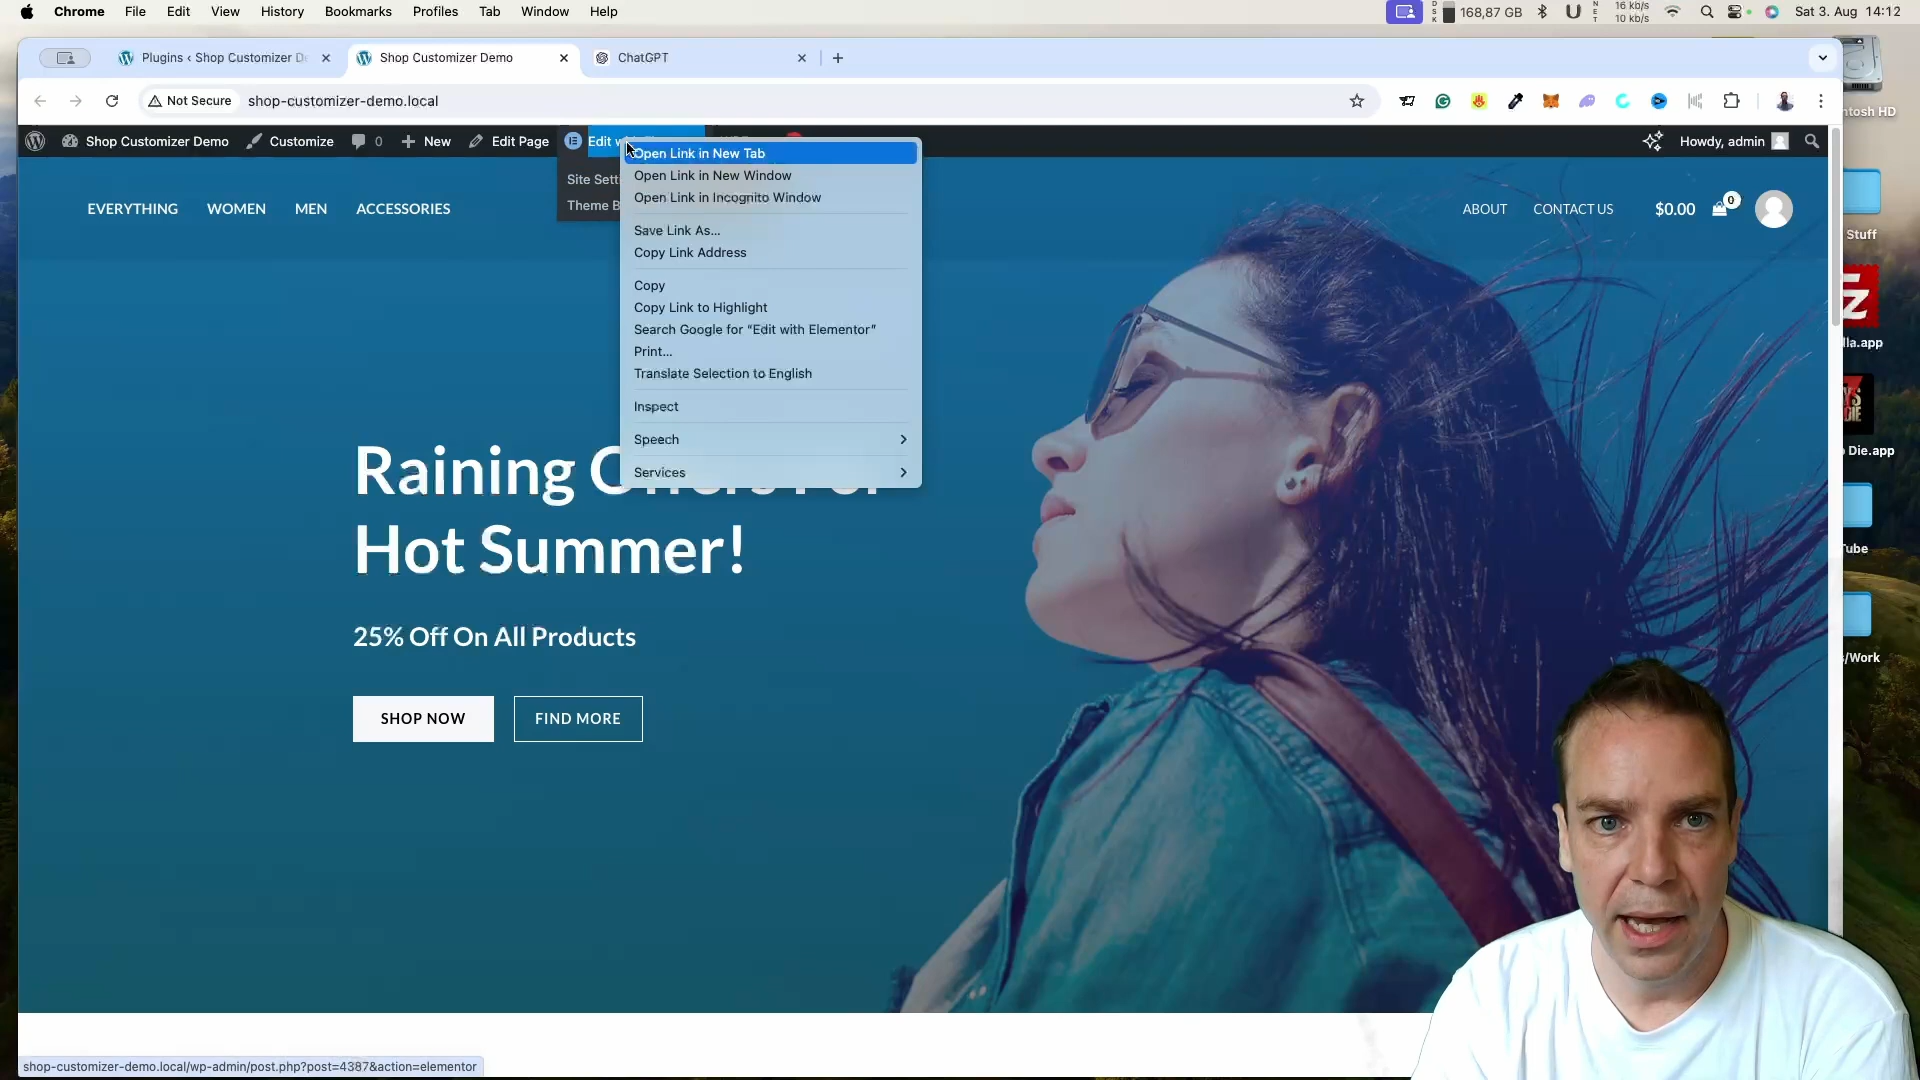 Chrome File Edit View History Bookmarks Profiles Tab Window Help
168,87 GB 16 kb/s 10 kb/s Sat 3. Aug 14:12
Plugins ‹ Shop Customizer D Shop Customizer Demo ChatGPT
Not Secure shop-customizer-demo.local
Shop Customizer Demo Customize 0 New Edit Page Edit Howdy, admin
Site Sett
Theme B
Open Link in New Tab
Open Link in New Window
Open Link in Incognito Window
Save Link As...
Copy Link Address
Copy
Copy Link to Highlight
Search Google for “Edit with Elementor”
Print...
Translate Selection to English
Inspect
Speech
Services
EVERYTHING WOMEN MEN ACCESSORIES
ABOUT CONTACT US $0.00 0
Raining
Hot Summer!
25% Off On All Products
SHOP NOW FIND MORE
ntosh HD
Stuff
lla.app
Die.app
Tube
/Work
shop-customizer-demo.local/wp-admin/post.php?post=4387&action=elementor